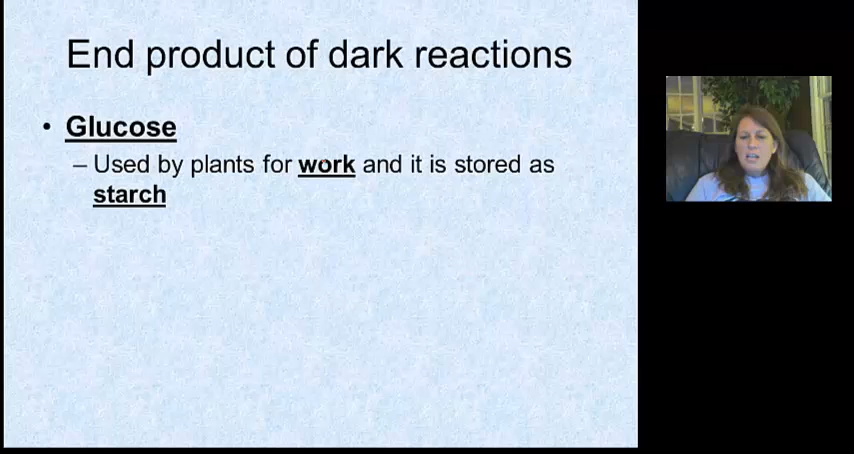 End product of dark reactions
• Glucose
– Used by plants for work and it is stored as
starch